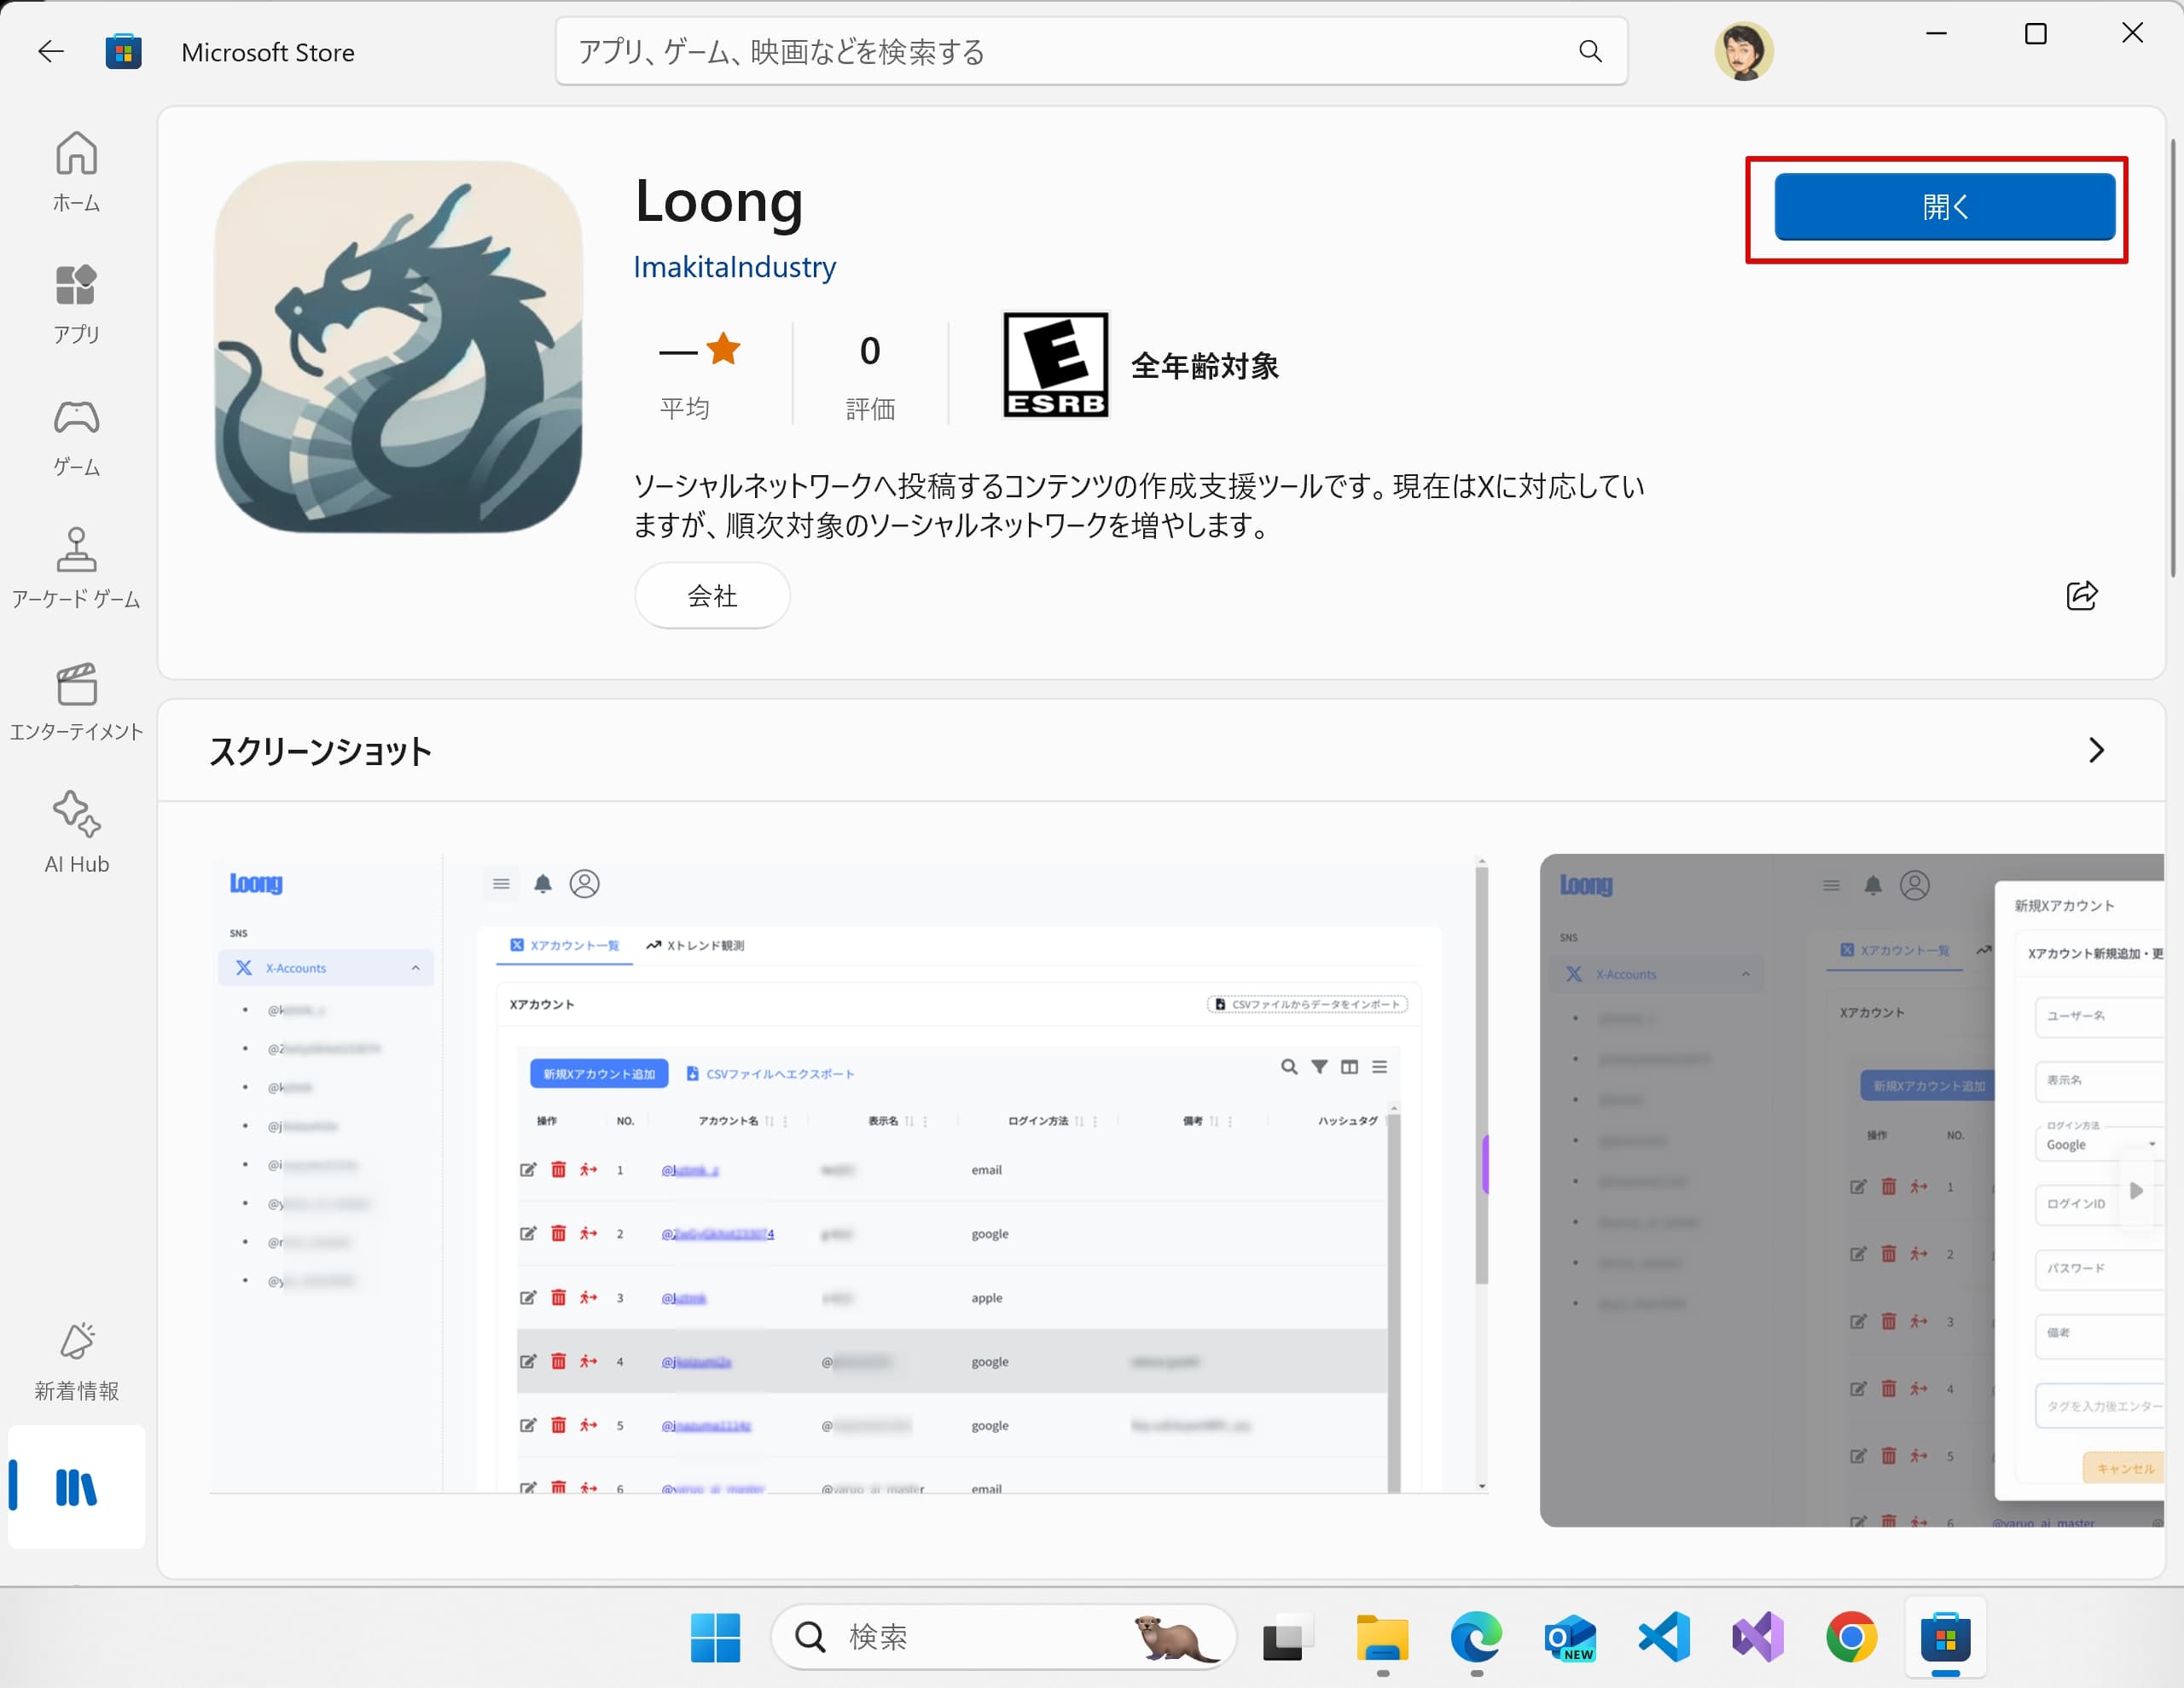 Microsoft Store
アプリ、ゲーム、映画などを検索する
ホーム
アプリ
ゲーム
アーケード ゲーム
エンターテイメント
AI Hub
新着情報
Loong
ImakitaIndustry
開く
—
平均
0
評価
E
ESRB
全年齢対象
ソーシャルネットワークへ投稿するコンテンツの作成支援ツールです。現在はXに対応してい
ますが、順次対象のソーシャルネットワークを増やします。
会社
スクリーンショット
Loong
SNS
X-Accounts
Xアカウント一覧
Xトレンド観測
Xアカウント
CSVファイルからデータをインポート
新規Xアカウント追加
CSVファイルへエクスポート
操作 NO. アカウント名 表示名 ログイン方法 備考 ハッシュタグ
1 email
2 google
3 apple
4 google
5 google
6 email
Loong
SNS
X-Accounts
Xアカウント一覧
Xアカウント
新規Xアカウント追加
操作 NO.
1
2
3
4
5
6 @yaruo_ai_master
新規Xアカウント
Xアカウント新規追加・更
ユーザー名
表示名
ログイン方法
Google
ログインID
パスワード
備考
タグを入力後エンター
キャンセル
検索
NEW